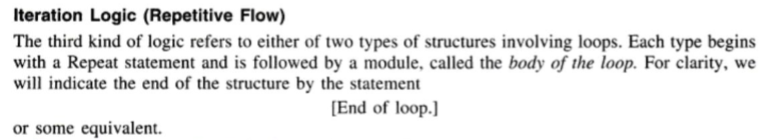 Iteration Logic (Repetitive Flow)
The third kind of logic refers to either of two types of structures involving loops. Each type begins
with a Repeat statement and is followed by a module, called the body of the loop. For clarity, we
will indicate the end of the structure by the statement
[End of loop.]
or some equivalent.